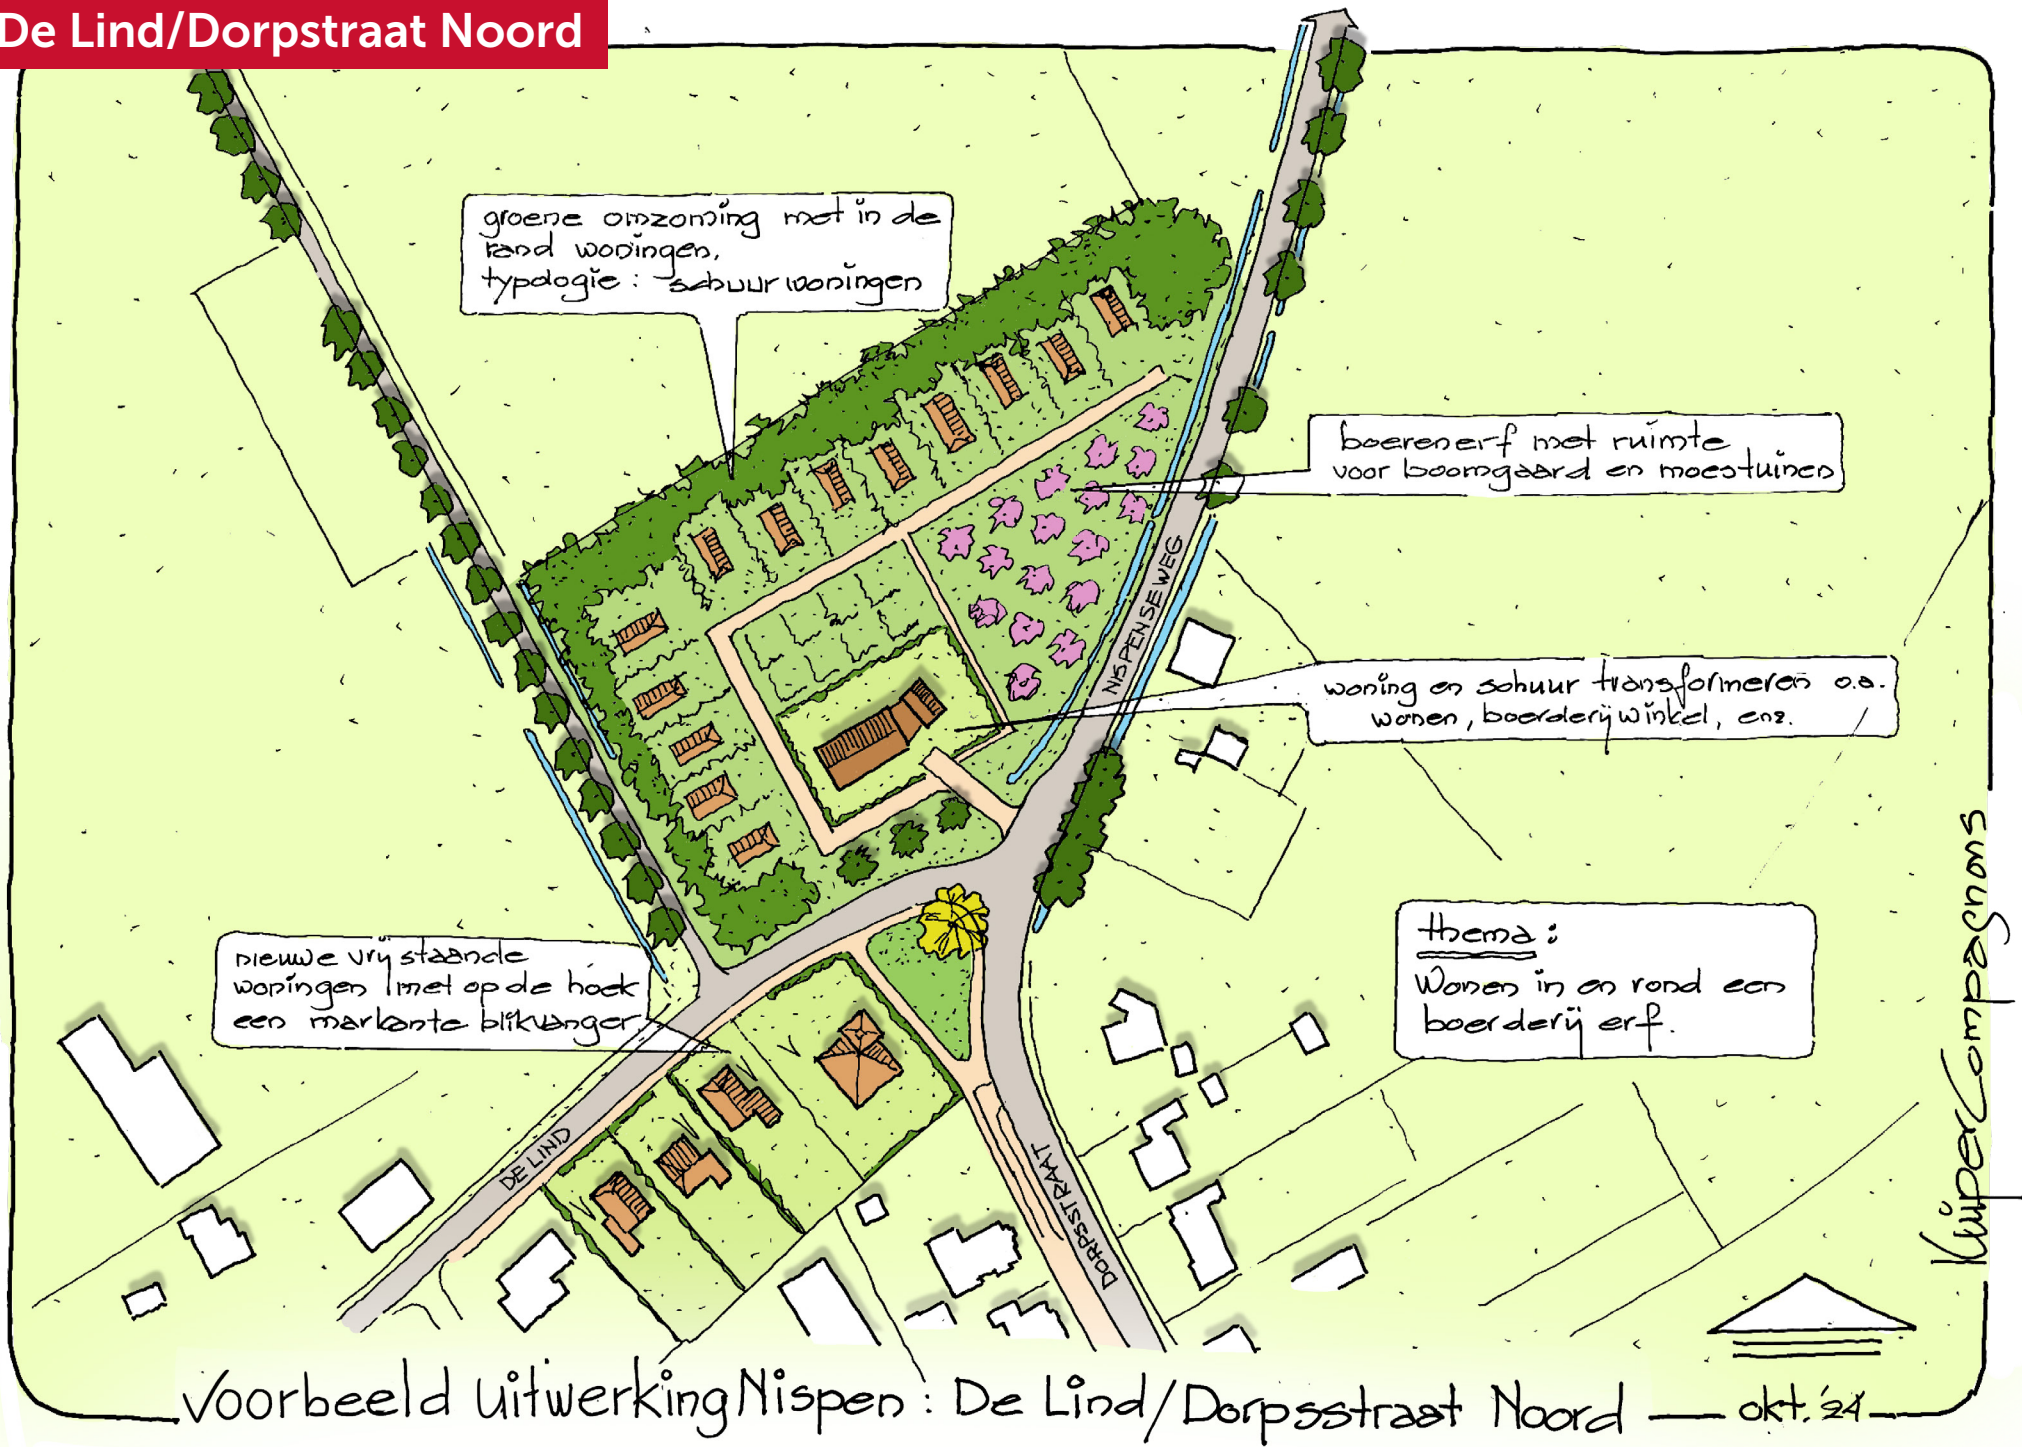 De Lind/Dorpstraat Noord
groene omzoming met in de
rand woningen,
typologie: schuurwoningen
boerenerf met ruimte
voor boomgaard en moestuinen
NISPENSEWEG
woning en schuur transformeren o.a.
wonen, boerderijwinkel, enz.
nieuwe vrijstaande
woningen met op de hoek
een markante blikvanger
thema:
Wonen in en rond een
boerderij erf.
DE LIND
DORPSSTRAAT
KuiperCompagnons
Voorbeeld Uitwerking Nispen: De Lind/Dorpsstraat Noord — okt. '24